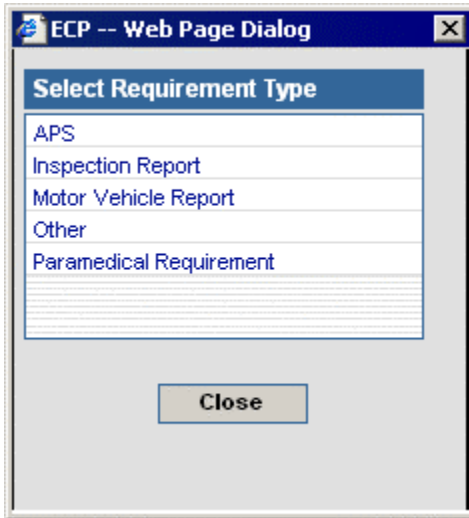 ECP -- Web Page Dialog
Select Requirement Type
APS
Inspection Report
Motor Vehicle Report
Other
Paramedical Requirement
Close